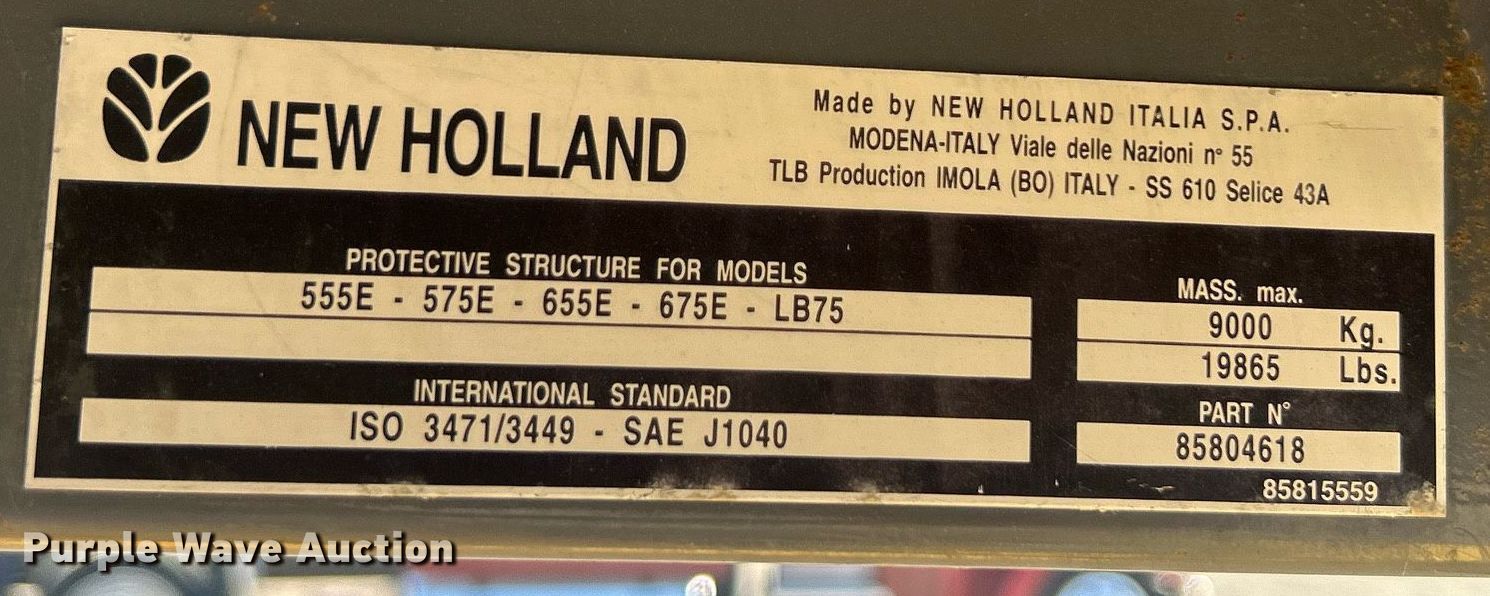 NEW HOLLAND
Made by NEW HOLLAND ITALIA S.P.A.
MODENA-ITALY Viale delle Nazioni n° 55
TLB Production IMOLA (BO) ITALY - SS 610 Selice 43A
PROTECTIVE STRUCTURE FOR MODELS
555E - 575E - 655E - 675E - LB75
INTERNATIONAL STANDARD
ISO 3471/3449 - SAE J1040
MASS. max.
9000 Kg.
19865 Lbs.
PART N°
85804618
85815559
Purple Wave Auction